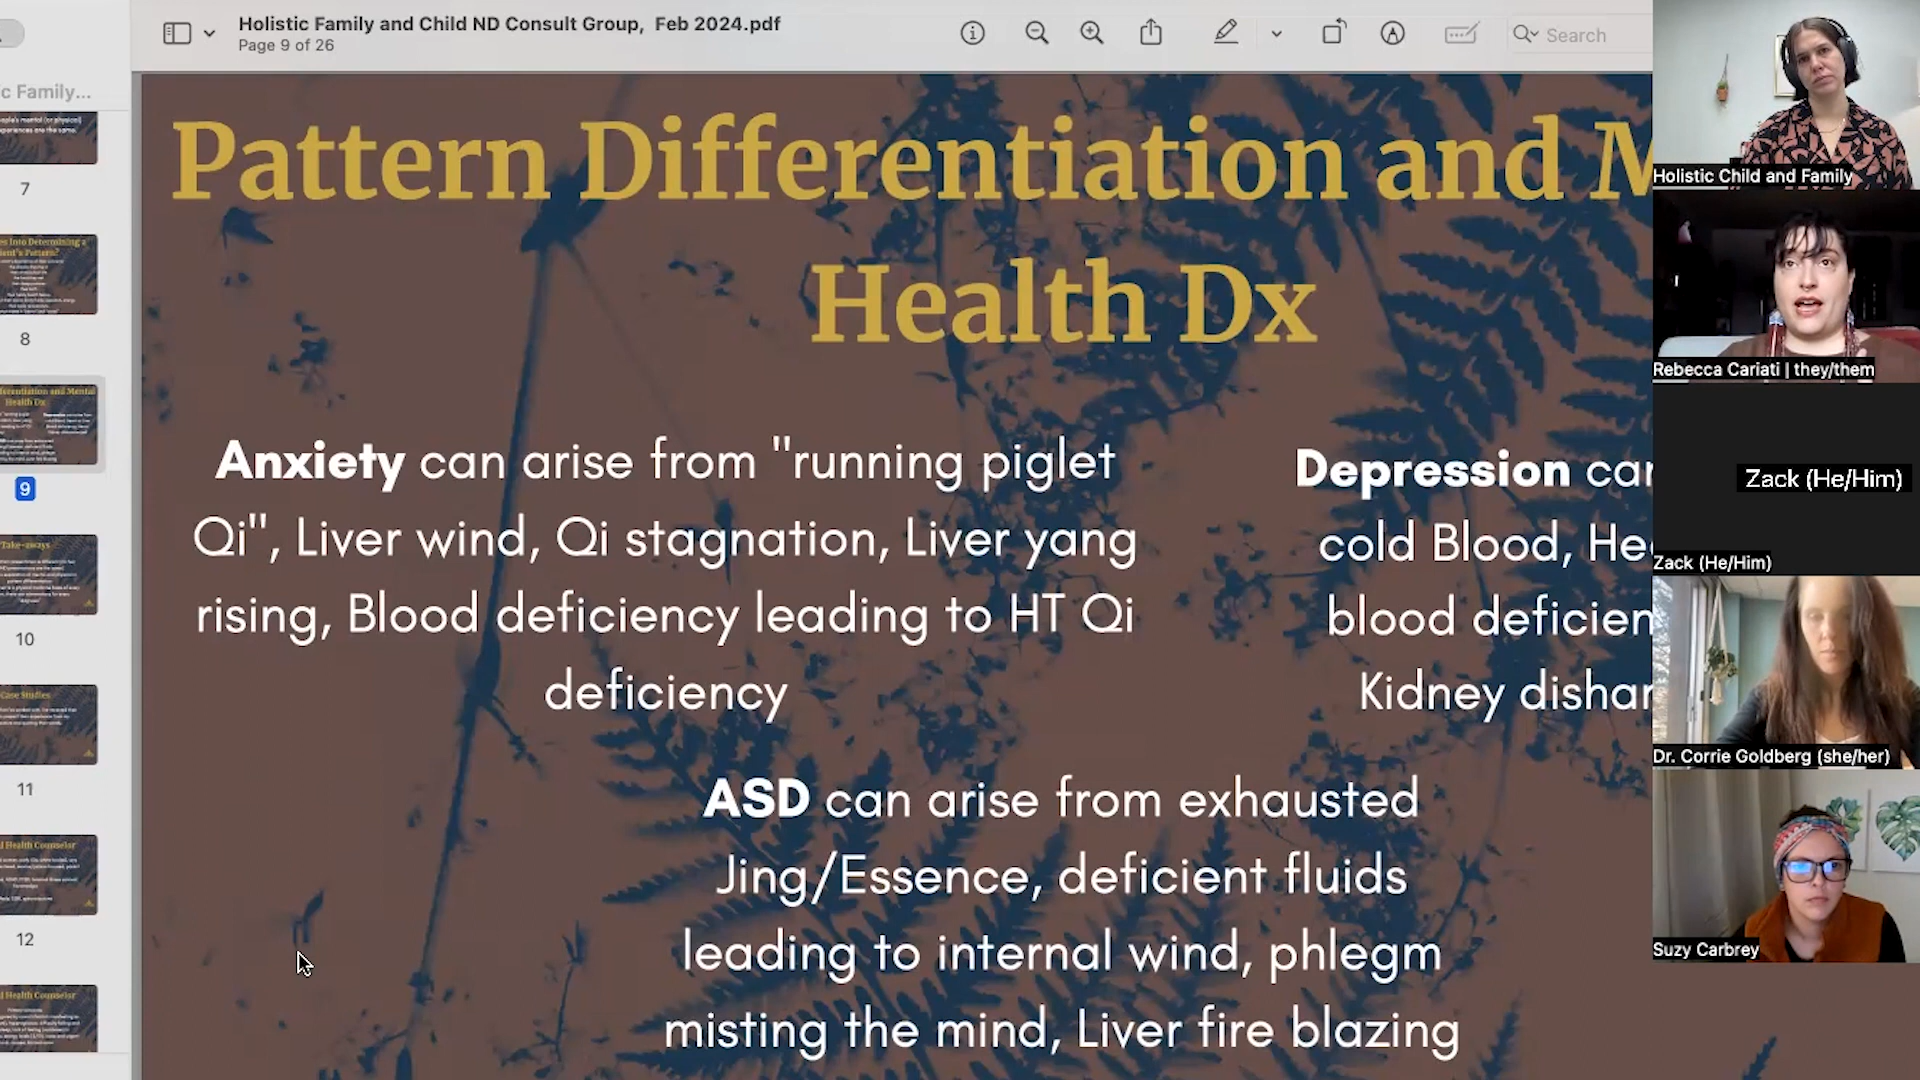 Holistic Family and Child ND Consult Group, Feb 2024.pdf
Page 9 of 26
Search
c Family...
7
8
9
10
11
12
Pattern Differentiation and M
Health Dx
Anxiety can arise from "running piglet
Qi", Liver wind, Qi stagnation, Liver yang
rising, Blood deficiency leading to HT Qi
deficiency
Depression can
cold Blood, Hea
blood deficien
Kidney dishar
ASD can arise from exhausted
Jing/Essence, deficient fluids
leading to internal wind, phlegm
misting the mind, Liver fire blazing
Holistic Child and Family
Rebecca Cariati | they/them
Zack (He/Him)
Zack (He/Him)
Dr. Corrie Goldberg (she/her)
Suzy Carbrey